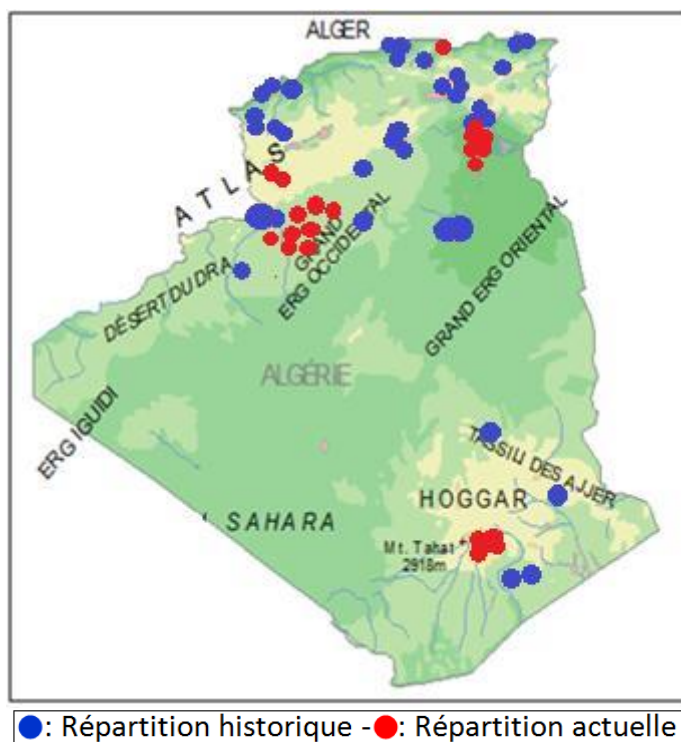 ALGER
ATLAS
GRAND
ERG OCCIDENTAL
DÉSERT DU DRA
GRAND ERG ORIENTAL
ALGÉRIE
ERG IGUIDI
TASSILI DES AJJER
HOGGAR
SAHARA
Mt. Tahat
2918m
: Répartition historique - : Répartition actuelle